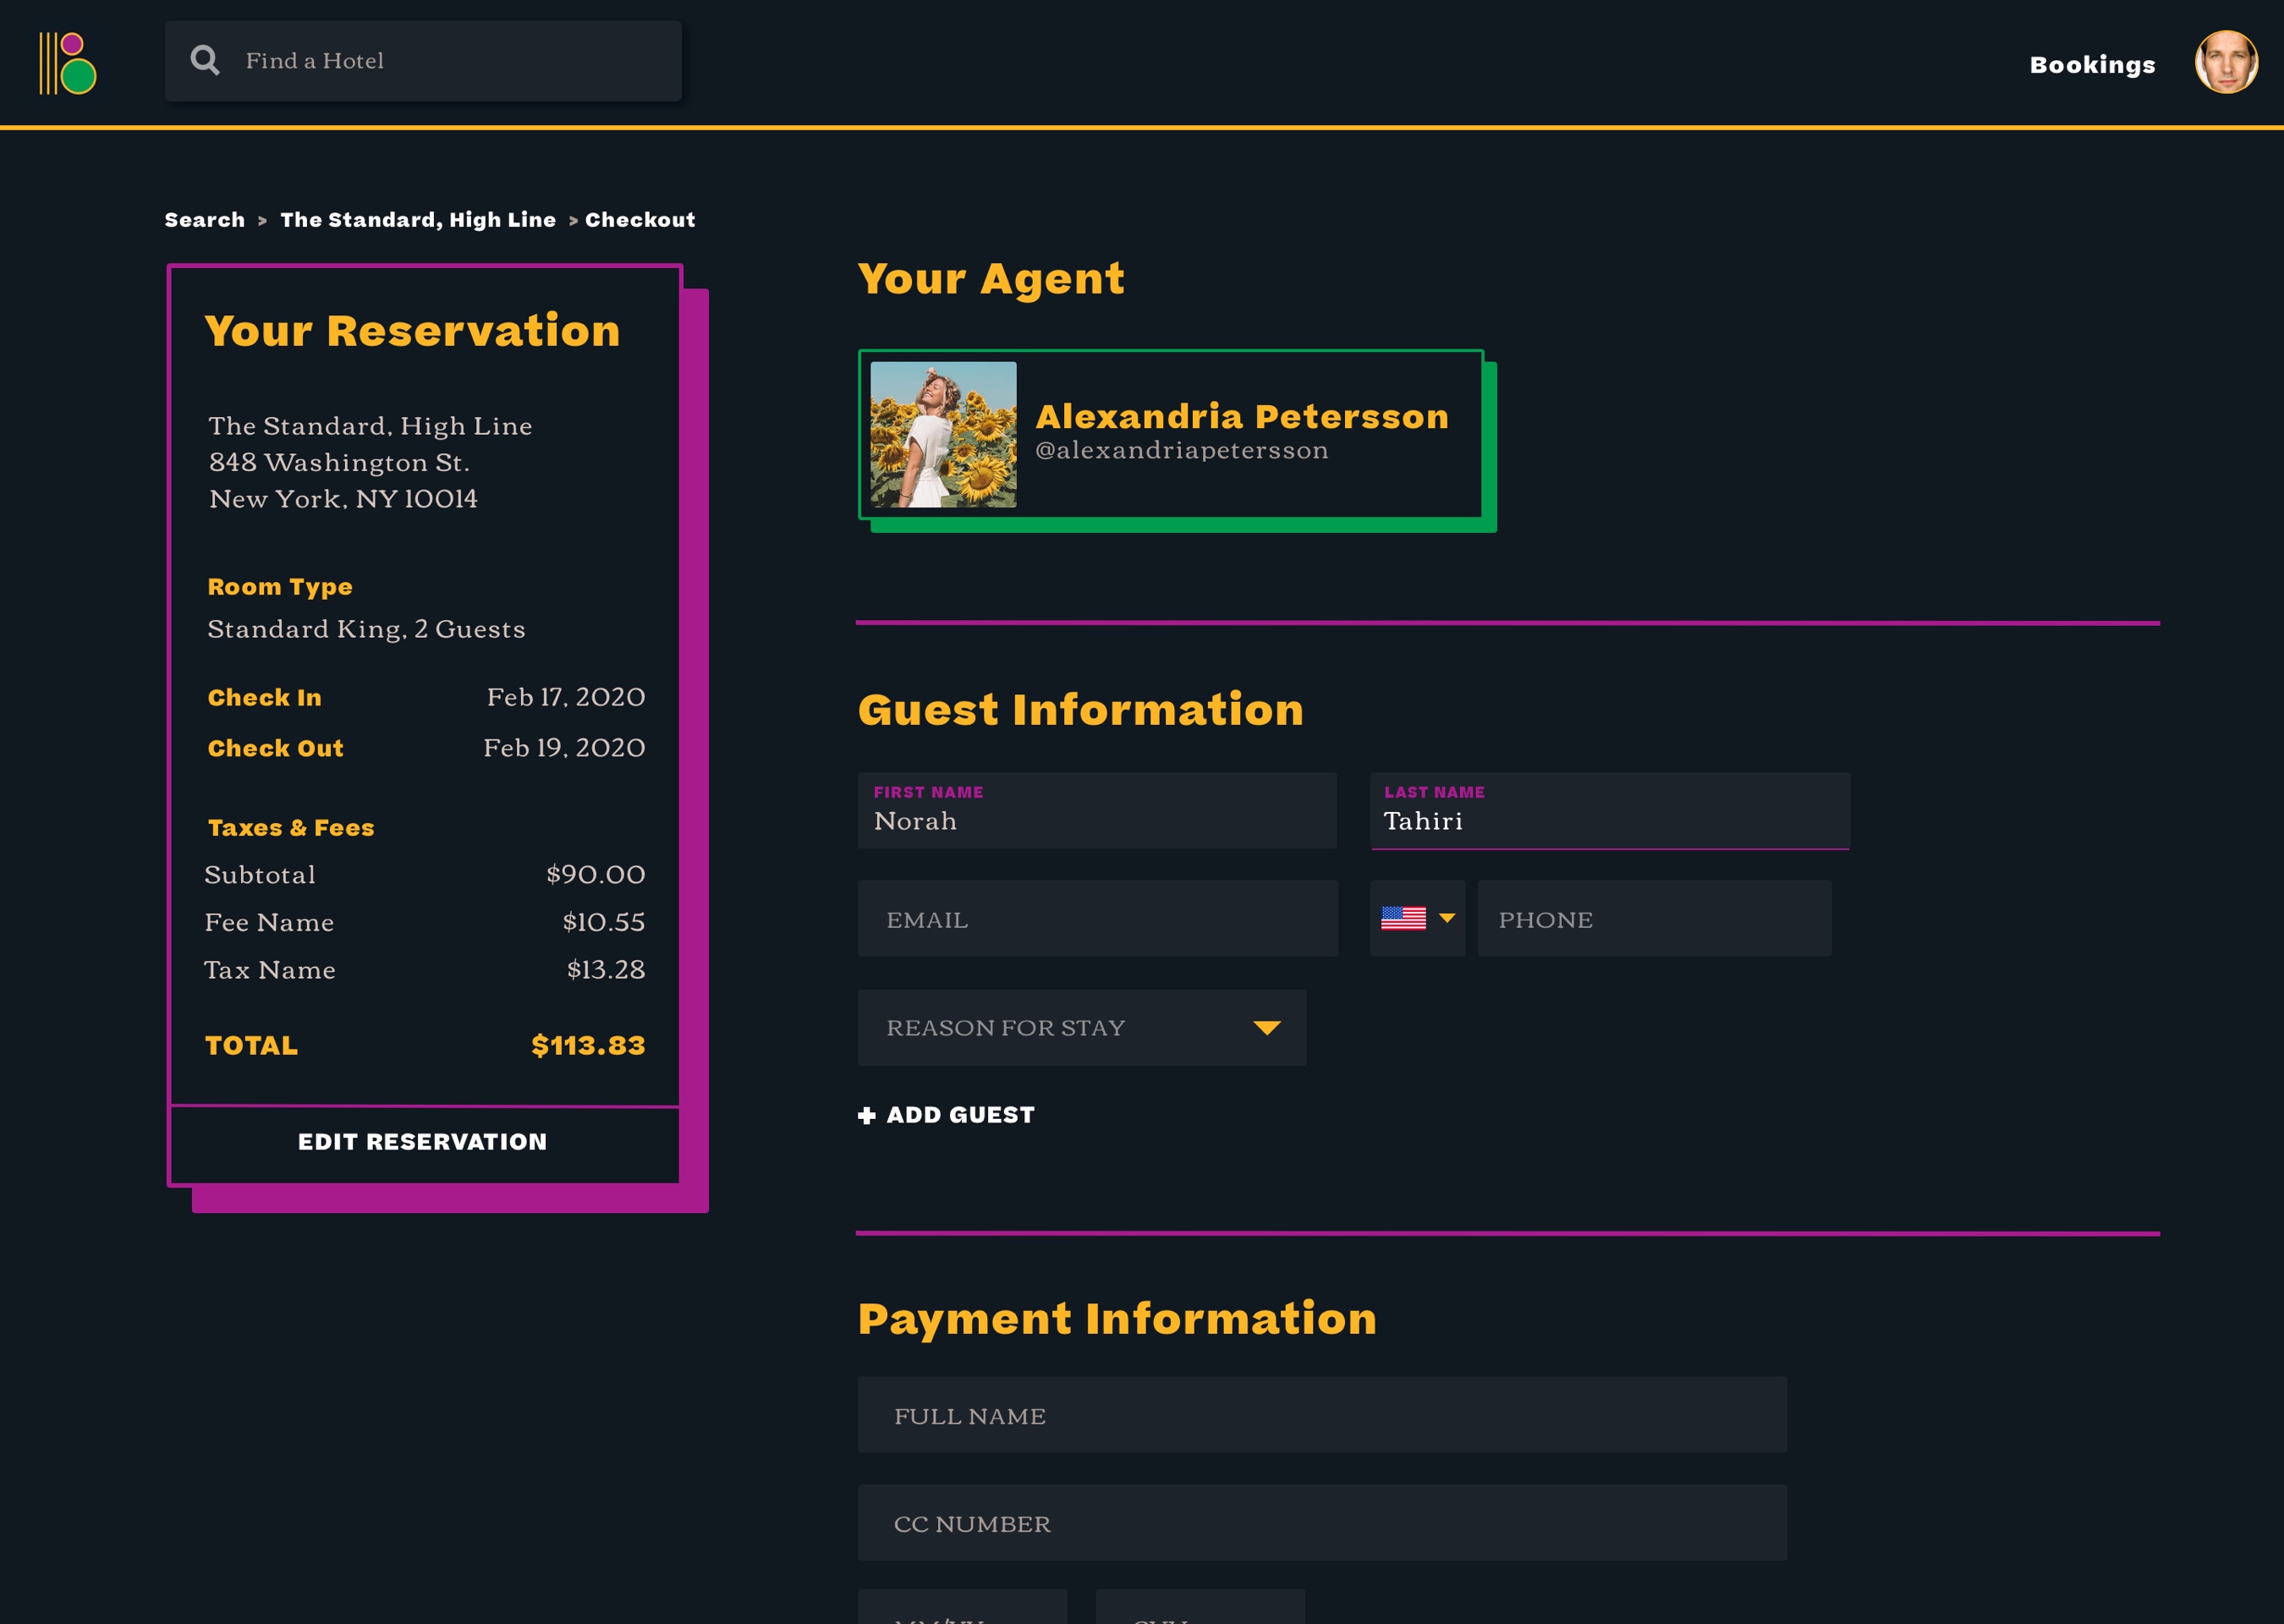 Find a Hotel
Bookings
Search > The Standard, High Line > Checkout
Your Reservation
The Standard, High Line
848 Washington St.
New York, NY 10014
Room Type
Standard King, 2 Guests
Check In Feb 17, 2020
Check Out Feb 19, 2020
Taxes & Fees
Subtotal $90.00
Fee Name $10.55
Tax Name $13.28
TOTAL $113.83
EDIT RESERVATION
Your Agent
Alexandria Petersson
@alexandriapetersson
Guest Information
FIRST NAME
Norah
LAST NAME
Tahiri
EMAIL
PHONE
REASON FOR STAY
+ ADD GUEST
Payment Information
FULL NAME
CC NUMBER